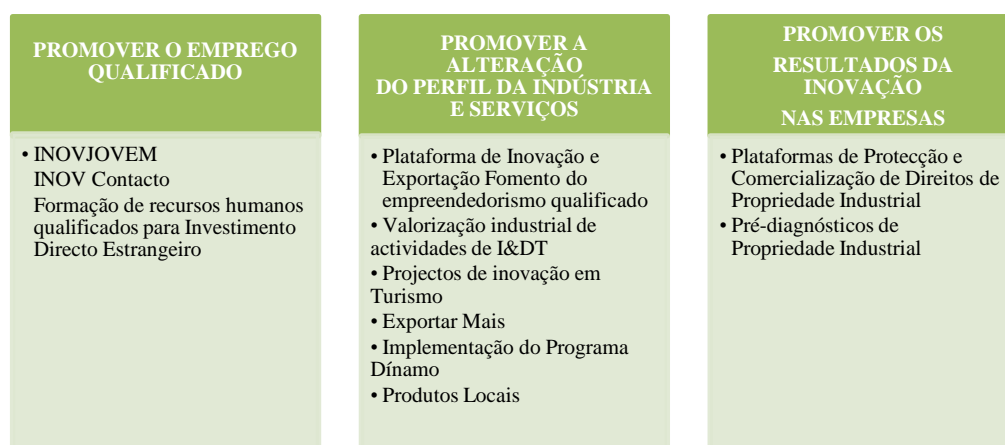 PROMOVER O EMPREGO
QUALIFICADO
• INOVJOVEM
INOV Contacto
Formação de recursos humanos
qualificados para Investimento
Directo Estrangeiro
PROMOVER A
ALTERAÇÃO
DO PERFIL DA INDÚSTRIA
E SERVIÇOS
• Plataforma de Inovação e
Exportação Fomento do
empreendedorismo qualificado
• Valorização industrial de
actividades de I&DT
• Projectos de inovação em
Turismo
• Exportar Mais
• Implementação do Programa
Dínamo
• Produtos Locais
PROMOVER OS
RESULTADOS DA
INOVAÇÃO
NAS EMPRESAS
• Plataformas de Protecção e
Comercialização de Direitos de
Propriedade Industrial
• Pré-diagnósticos de
Propriedade Industrial